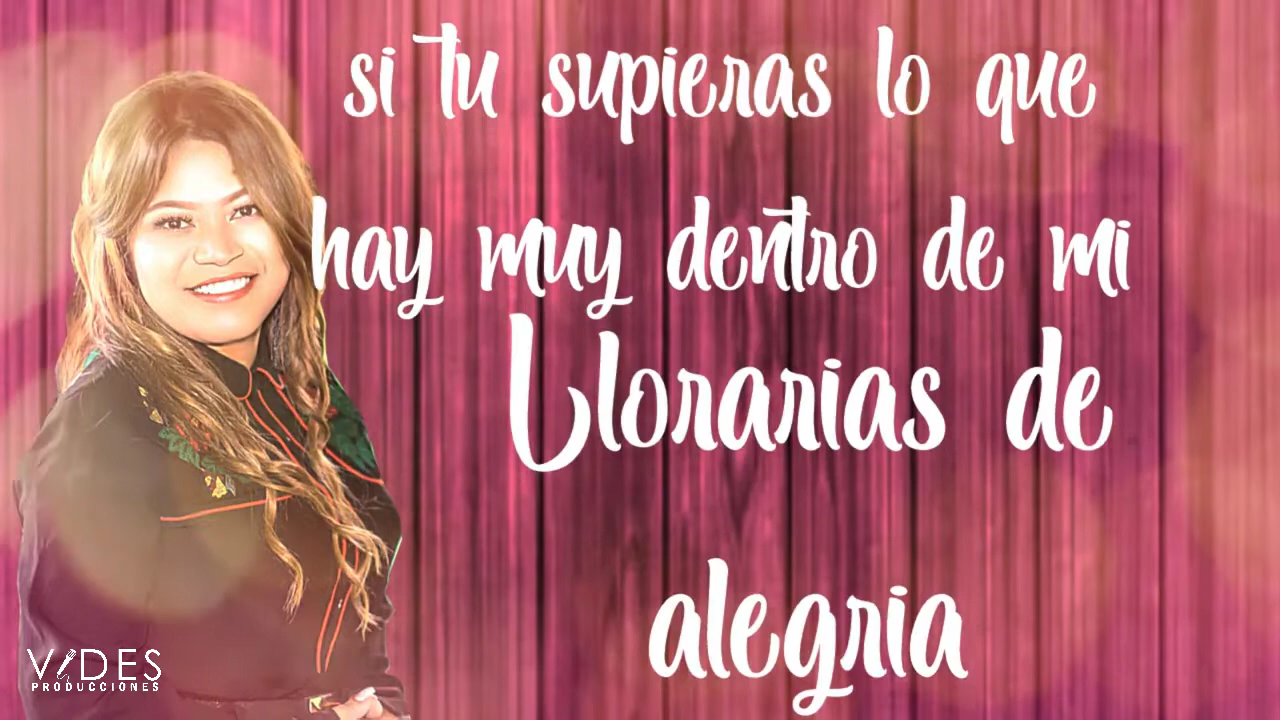 si tu supieras lo que
hay muy dentro de mi
Llorarias de
alegria
VIDES
PRODUCCIONES